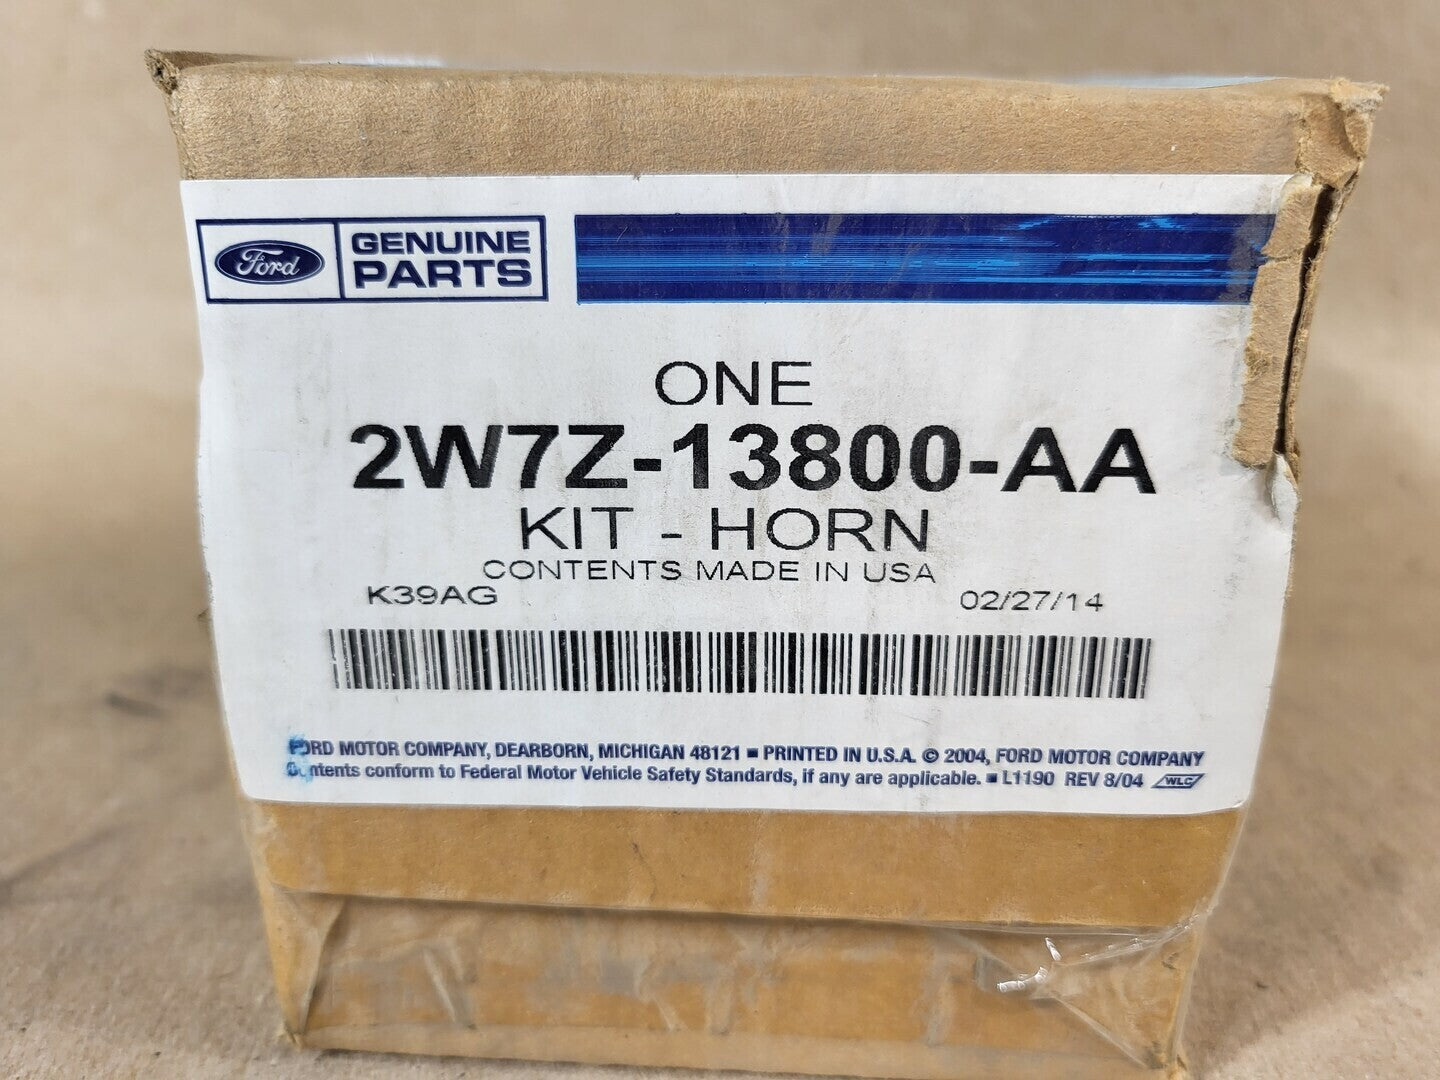 Ford GENUINE
PARTS
ONE
2W7Z-13800-AA
KIT - HORN
CONTENTS MADE IN USA
K39AG 02/27/14
FORD MOTOR COMPANY, DEARBORN, MICHIGAN 48121 ▪ PRINTED IN U.S.A. © 2004, FORD MOTOR COMPANY
Contents conform to Federal Motor Vehicle Safety Standards, if any are applicable. ▪ L1190 REV 8/04 WLC